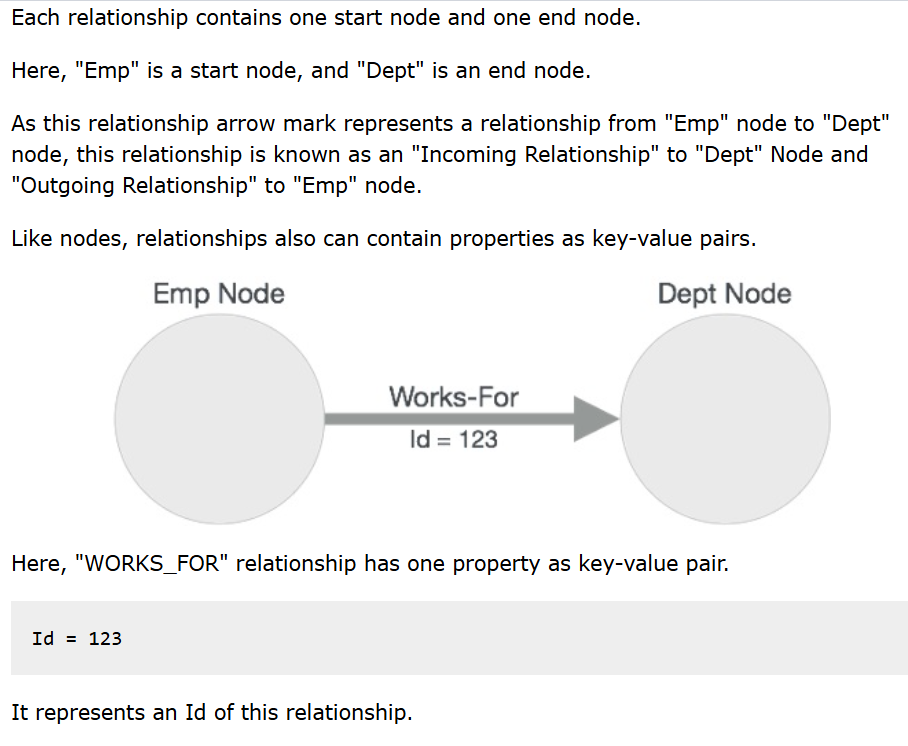 Each relationship contains one start node and one end node.
Here, "Emp" is a start node, and "Dept" is an end node.
As this relationship arrow mark represents a relationship from "Emp" node to "Dept"
node, this relationship is known as an "Incoming Relationship" to "Dept" Node and
"Outgoing Relationship" to "Emp" node.
Like nodes, relationships also can contain properties as key-value pairs.
Emp Node
Dept Node
Works-For
Id = 123
Here, "WORKS_FOR" relationship has one property as key-value pair.
Id = 123
It represents an Id of this relationship.